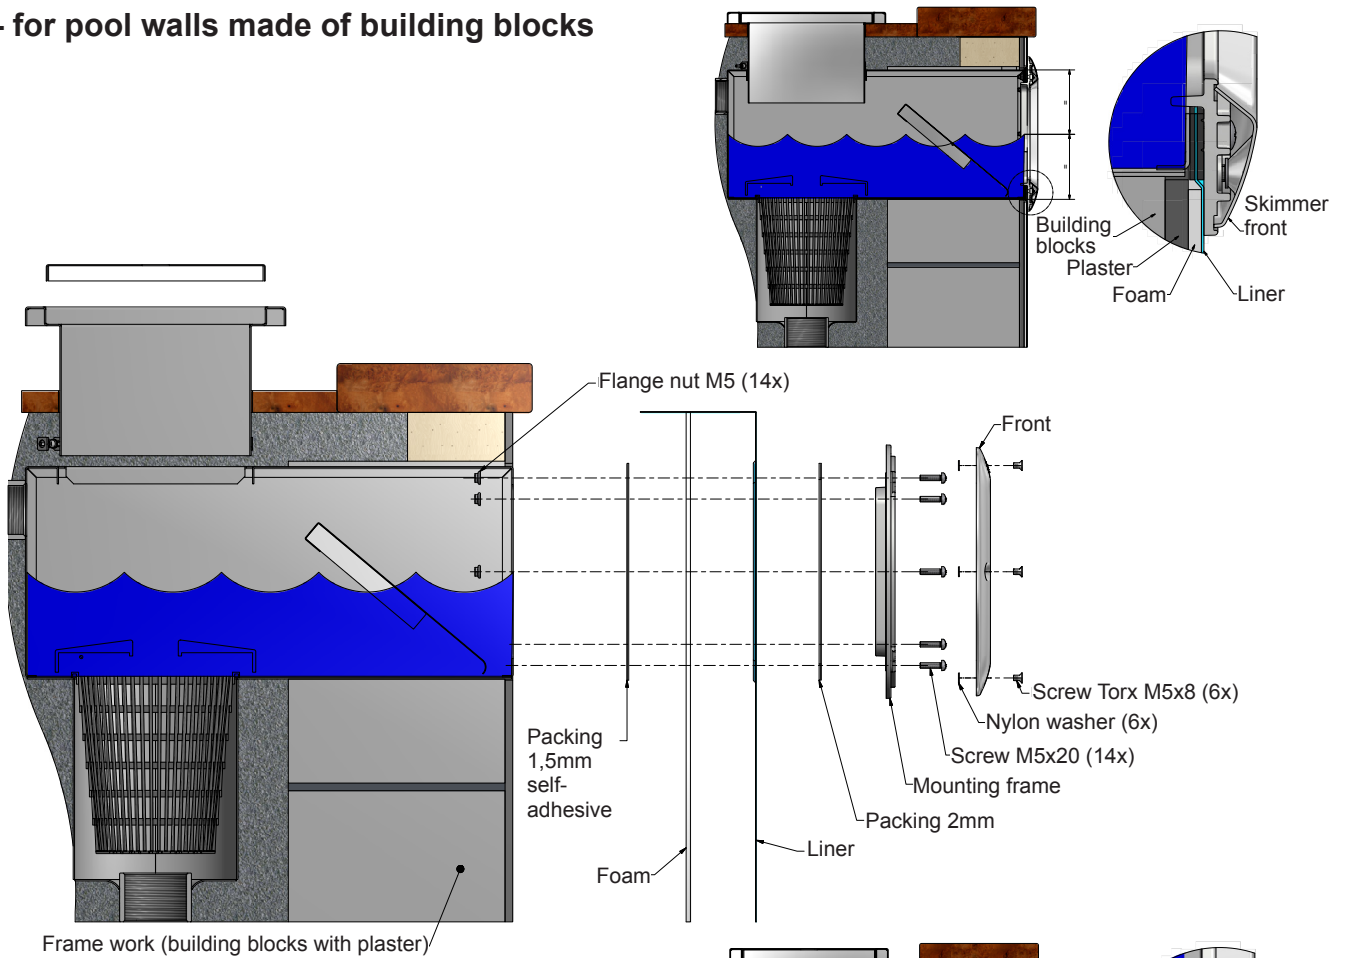 - for pool walls made of building blocks
Building
blocks
Plaster
Foam
Liner
Skimmer
front
Flange nut M5 (14x)
Front
Screw Torx M5x8 (6x)
Nylon washer (6x)
Screw M5x20 (14x)
Mounting frame
Packing 2mm
Liner
Packing
1,5mm
self-
adhesive
Foam
Frame work (building blocks with plaster)